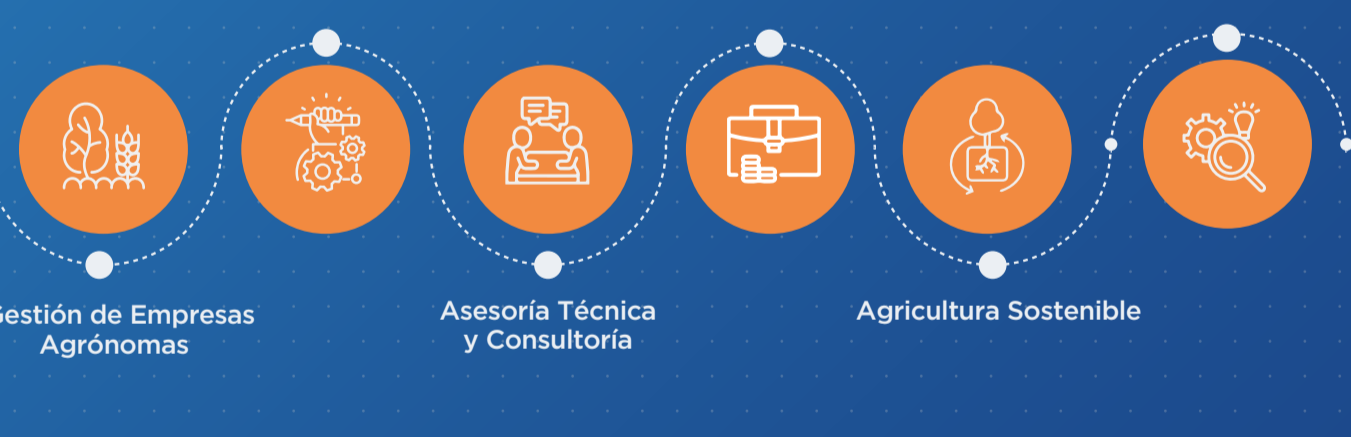 Gestión de Empresas
Agrónomas
Asesoría Técnica
y Consultoría
Agricultura Sostenible